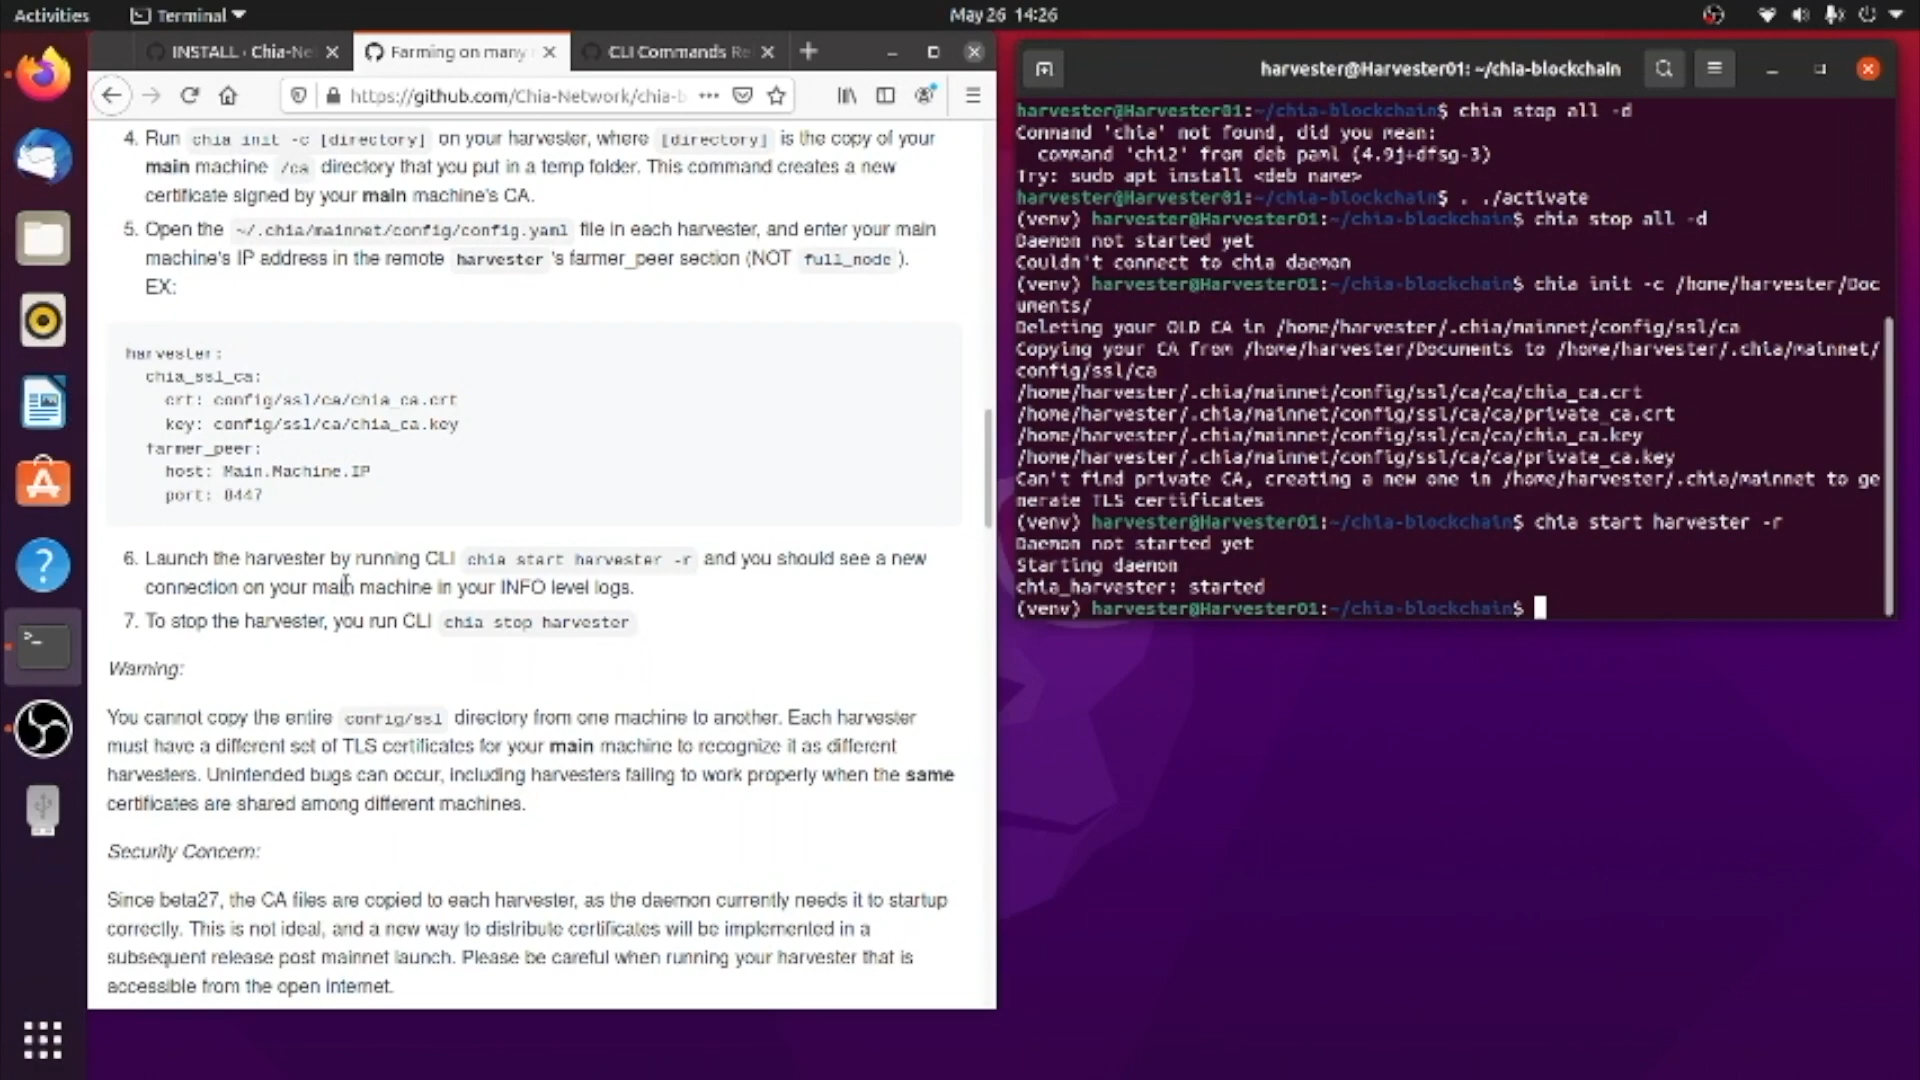 Activities
Terminal
May 26 14:26
INSTALL · Chia-Ne
Farming on many
CLI Commands Re
https://github.com/Chia-Network/chia-b
4. Run chia init -c [directory] on your harvester, where [directory] is the copy of your
main machine /ca directory that you put in a temp folder. This command creates a new
certificate signed by your main machine's CA.
5. Open the ~/.chia/mainnet/config/config.yaml file in each harvester, and enter your main
machine's IP address in the remote harvester 's farmer_peer section (NOT full_node ).
EX:
harvester:
chia_ssl_ca:
crt: config/ssl/ca/chia_ca.crt
key: config/ssl/ca/chia_ca.key
farmer_peer:
host: Main.Machine.IP
port: 8447
6. Launch the harvester by running CLI chia start harvester -r and you should see a new
connection on your main machine in your INFO level logs.
7. To stop the harvester, you run CLI chia stop harvester
Warning:
You cannot copy the entire config/ssl directory from one machine to another. Each harvester
must have a different set of TLS certificates for your main machine to recognize it as different
harvesters. Unintended bugs can occur, including harvesters failing to work properly when the same
certificates are shared among different machines.
Security Concern:
Since beta27, the CA files are copied to each harvester, as the daemon currently needs it to startup
correctly. This is not ideal, and a new way to distribute certificates will be implemented in a
subsequent release post mainnet launch. Please be careful when running your harvester that is
accessible from the open internet.
harvester@Harvester01: ~/chia-blockchain
harvester@Harvester01:~/chia-blockchain$ chia stop all -d
Command 'chia' not found, did you mean:
command 'chi2' from deb paml (4.9j+dfsg-3)
Try: sudo apt install <deb name>
harvester@Harvester01:~/chia-blockchain$ . ./activate
(venv) harvester@Harvester01:~/chia-blockchain$ chia stop all -d
Daemon not started yet
Couldn't connect to chia daemon
(venv) harvester@Harvester01:~/chia-blockchain$ chia init -c /home/harvester/Doc
uments/
Deleting your OLD CA in /home/harvester/.chia/mainnet/config/ssl/ca
Copying your CA from /home/harvester/Documents to /home/harvester/.chia/mainnet/
config/ssl/ca
/home/harvester/.chia/mainnet/config/ssl/ca/ca/chia_ca.crt
/home/harvester/.chia/mainnet/config/ssl/ca/ca/private_ca.crt
/home/harvester/.chia/mainnet/config/ssl/ca/ca/chia_ca.key
/home/harvester/.chia/mainnet/config/ssl/ca/ca/private_ca.key
Can't find private CA, creating a new one in /home/harvester/.chia/mainnet to ge
nerate TLS certificates
(venv) harvester@Harvester01:~/chia-blockchain$ chia start harvester -r
Daemon not started yet
Starting daemon
chia_harvester: started
(venv) harvester@Harvester01:~/chia-blockchain$